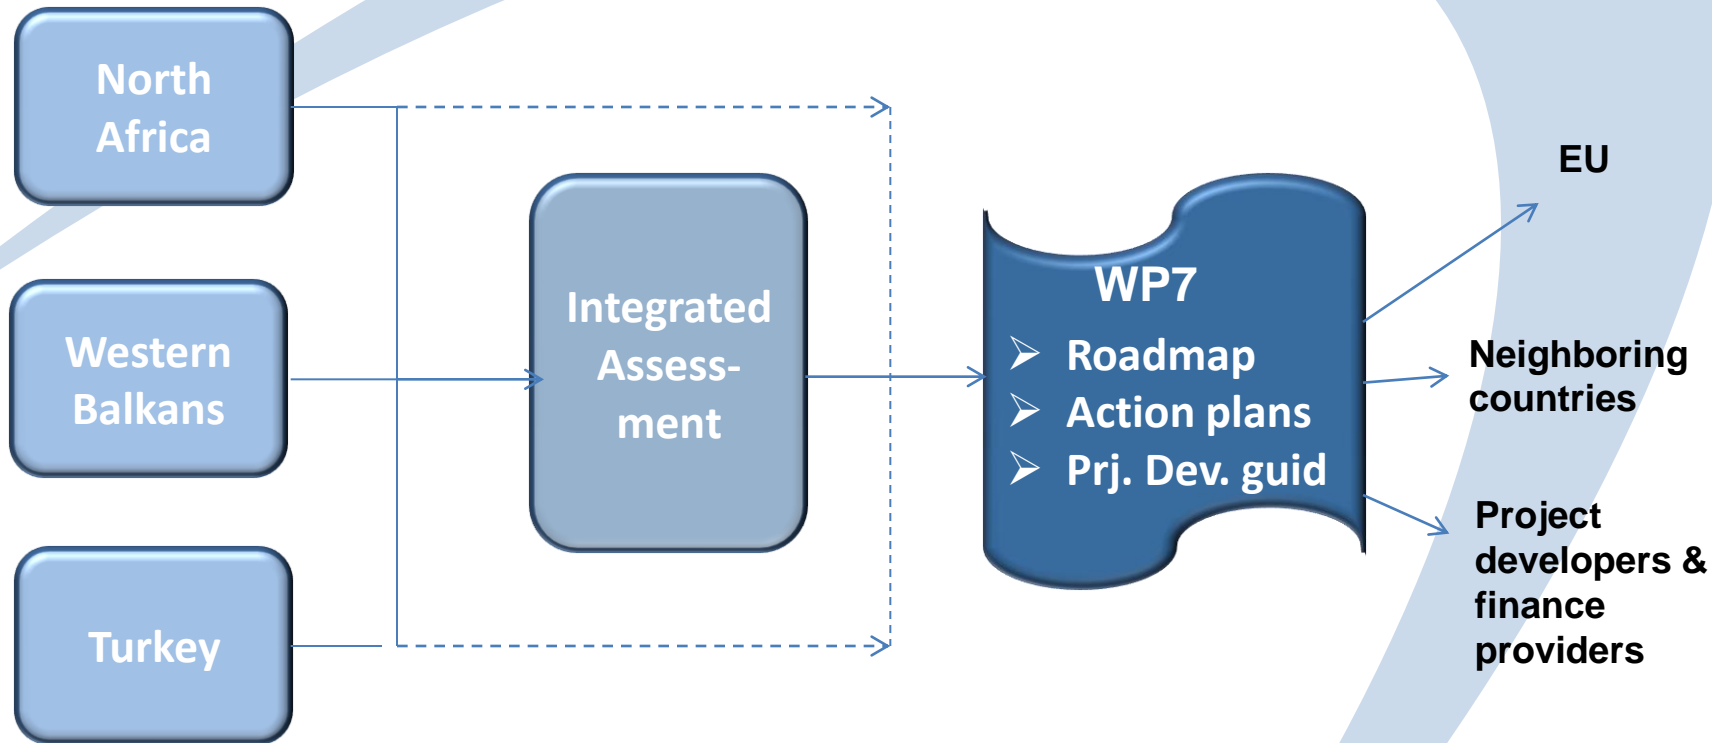 North
Africa
Western
Balkans
Turkey
Integrated
Assess-
ment
WP7
➢ Roadmap
➢ Action plans
➢ Prj. Dev. guid
EU
Neighboring
countries
Project
developers &
finance
providers